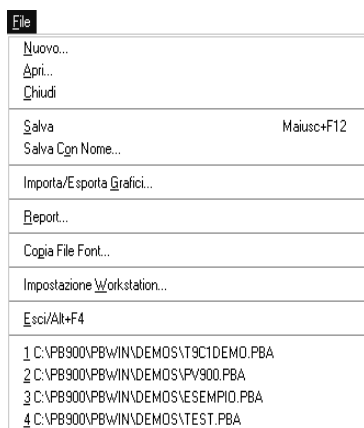 File
Nuovo...
Apri...
Chiudi
Salva Maiusc+F12
Salva Con Nome...
Importa/Esporta Grafici...
Report...
Copia File Font...
Impostazione Workstation...
Esci/Alt+F4
1 C:\PB900\PBWIN\DEMOS\T9C1DEMO.PBA
2 C:\PB900\PBWIN\DEMOS\PV900.PBA
3 C:\PB900\PBWIN\DEMOS\ESEMPIO.PBA
4 C:\PB900\PBWIN\DEMOS\TEST.PBA